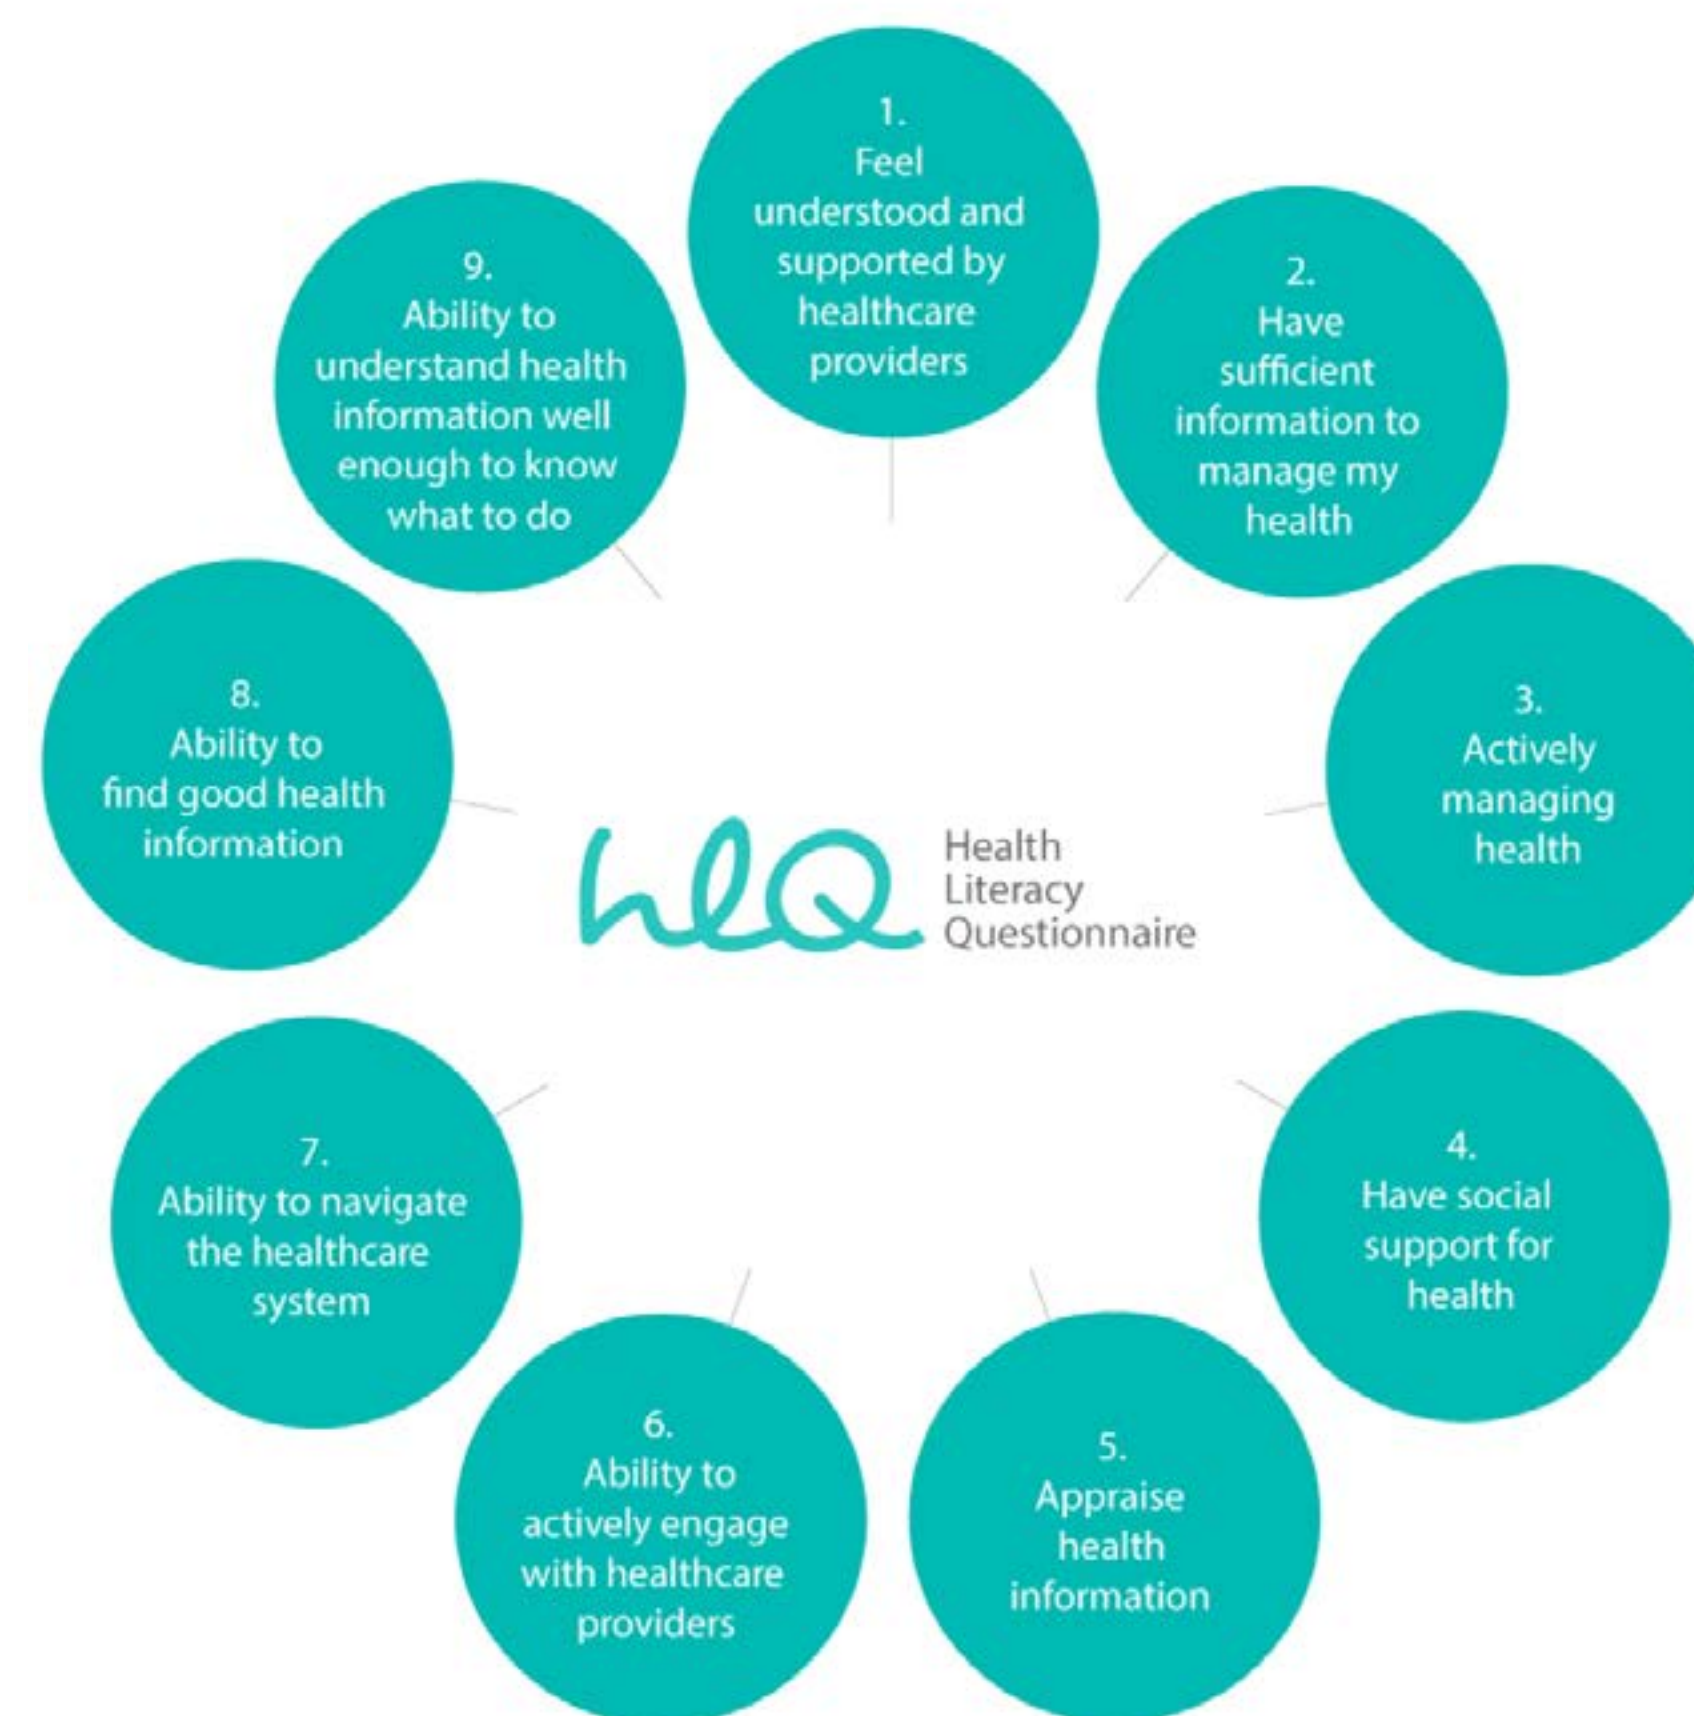 1.
Feel
understood and
supported by
healthcare
providers
2.
Have
sufficient
information to
manage my
health
3.
Actively
managing
health
4.
Have social
support for
health
5.
Appraise
health
information
6.
Ability to
actively engage
with healthcare
providers
7.
Ability to navigate
the healthcare
system
8.
Ability to
find good health
information
9.
Ability to
understand health
information well
enough to know
what to do
hlQ
Health
Literacy
Questionnaire